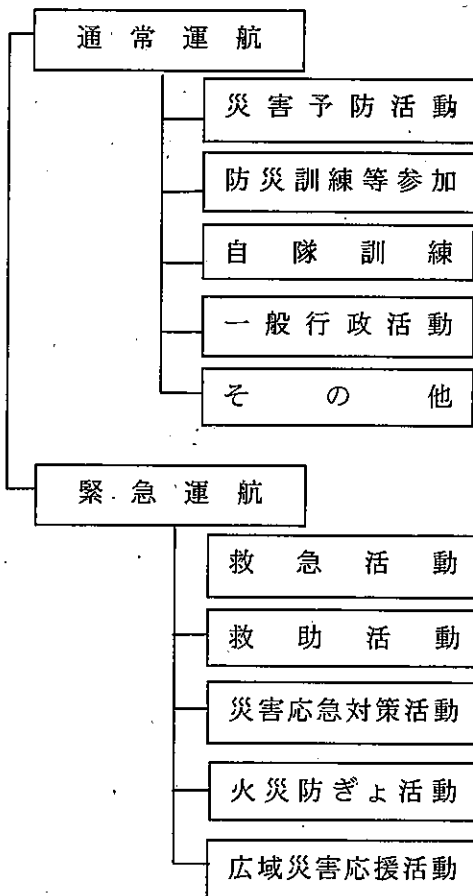 通常運航
災害予防活動
防災訓練等参加
自隊訓練
一般行政活動
その他
緊急運航
救急活動
救助活動
災害応急対策活動
火災防ぎょ活動
広域災害応援活動